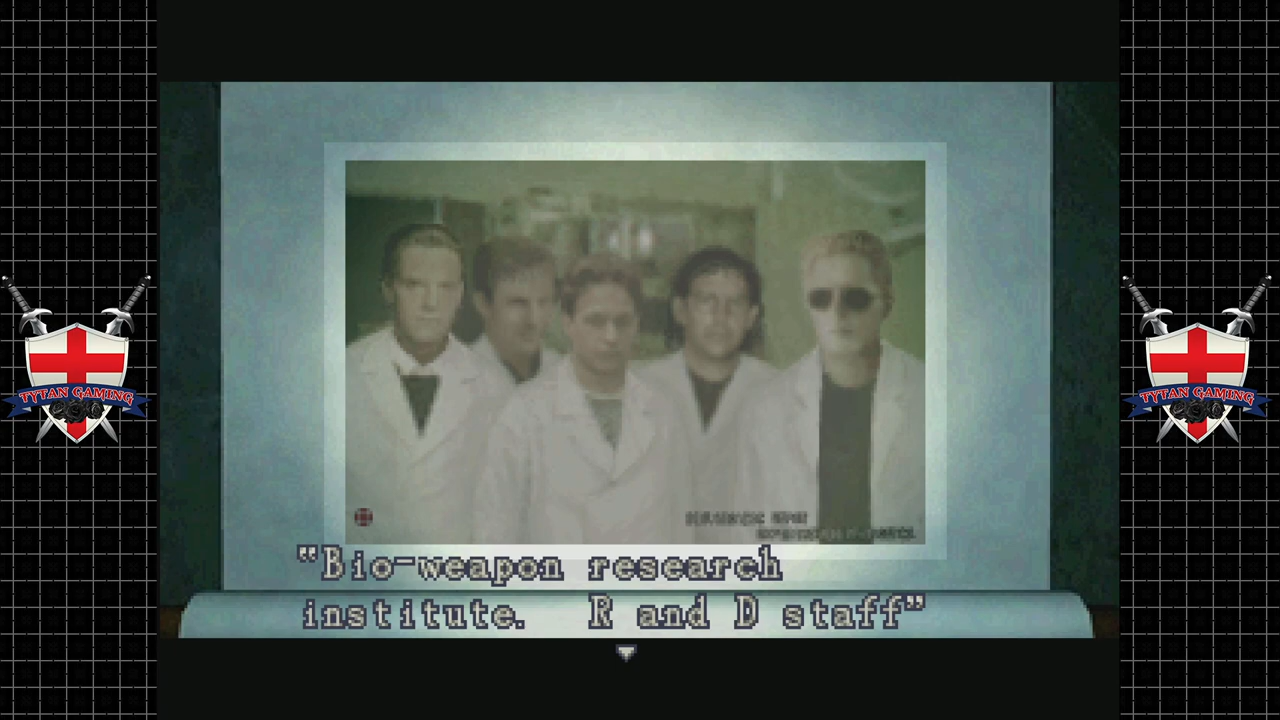 TYTAN GAMING
TYTAN GAMING
"Bio-weapon research
institute. R and D staff"